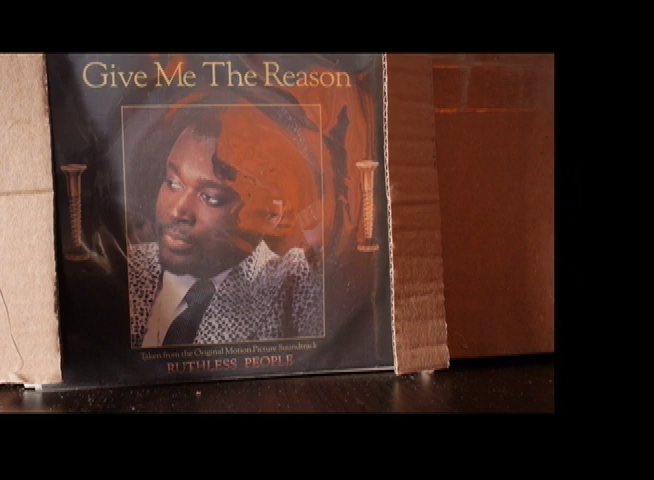 Give Me The Reason
Taken from the Original Motion Picture Soundtrack
RUTHLESS PEOPLE